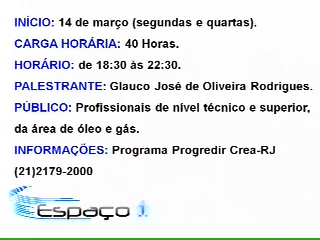 INÍCIO: 14 de março (segundas e quartas).
CARGA HORÁRIA: 40 Horas.
HORÁRIO: de 18:30 às 22:30.
PALESTRANTE: Glauco José de Oliveira Rodrigues.
PÚBLICO: Profissionais de nível técnico e superior,
da área de óleo e gás.
INFORMAÇÕES: Programa Progredir Crea-RJ
(21)2179-2000
Espaço